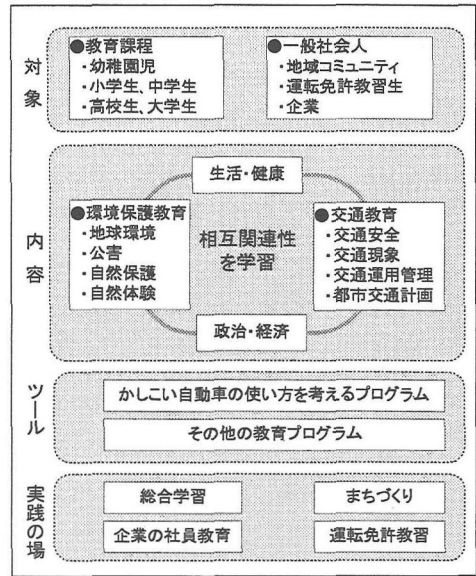 対象
●教育課程
・幼稚園児
・小学生、中学生
・高校生、大学生
●一般社会人
・地域コミュニティ
・運転免許教習生
・企業
内容
生活・健康
●環境保護教育
・地球環境
・公害
・自然保護
・自然体験
相互関連性
を学習
●交通教育
・交通安全
・交通現象
・交通運用管理
・都市交通計画
政治・経済
ツール
かしこい自動車の使い方を考えるプログラム
その他の教育プログラム
実践の場
総合学習
まちづくり
企業の社員教育
運転免許教習